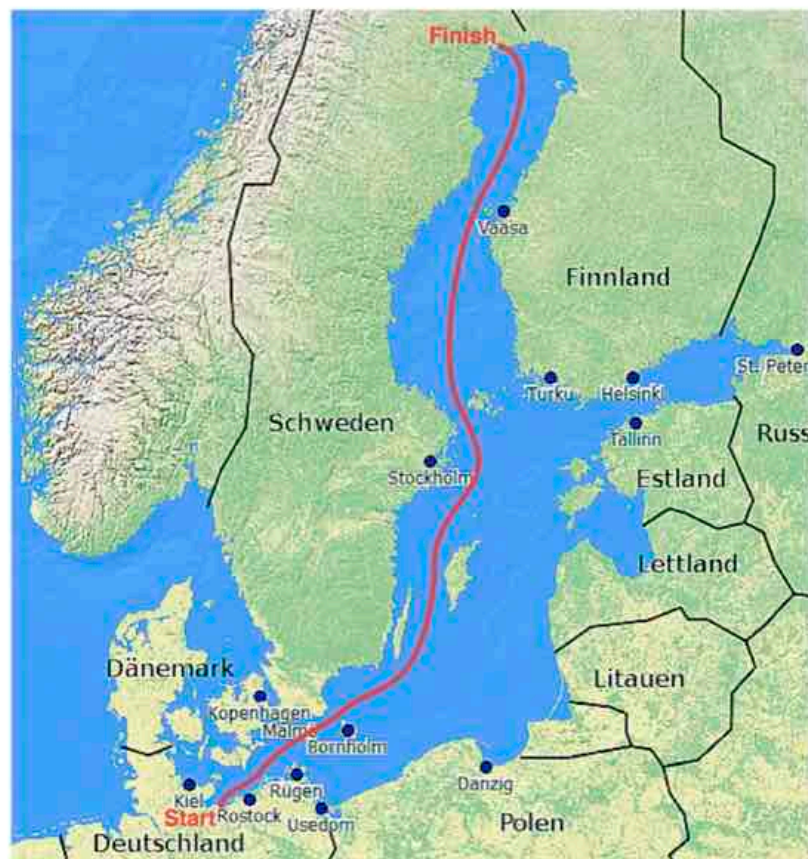 Finish
Vaasa
Finnland
St. Peter
Turku
Helsinki
Schweden
Tallinn
Russ
Stockholm
Estland
Lettland
Dänemark
Litauen
Kopenhagen
Malmö
Bornholm
Danzig
Rügen
Kiel
Start
Rostock
Usedom
Polen
Deutschland